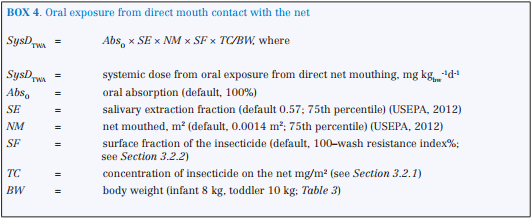 BOX 4. Oral exposure from direct mouth contact with the net
SysD_TWA = Abs_o × SE × NM × SF × TC/BW, where
SysD_TWA = systemic dose from oral exposure from direct net mouthing, mg kg_bw⁻¹d⁻¹
Abs_o = oral absorption (default, 100%)
SE = salivary extraction fraction (default 0.57; 75th percentile) (USEPA, 2012)
NM = net mouthed, m² (default, 0.0014 m²; 75th percentile) (USEPA, 2012)
SF = surface fraction of the insecticide (default, 100–wash resistance index%;
see Section 3.2.2)
TC = concentration of insecticide on the net mg/m² (see Section 3.2.1)
BW = body weight (infant 8 kg, toddler 10 kg; Table 3)